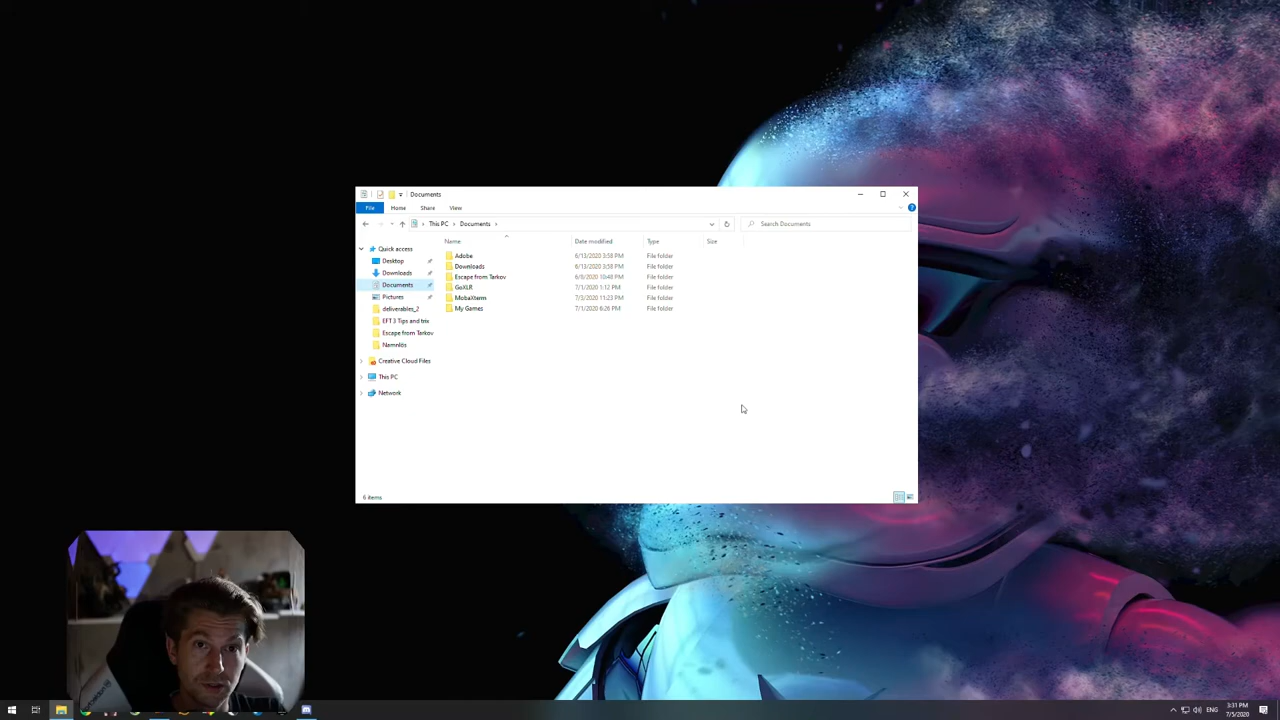 Documents
File Home Share View
This PC Documents Search Documents
Name Date modified Type Size
Quick access
Desktop
Downloads
Documents
Pictures
deliverables_2
EFT 3 Tips and trix
Escape from Tarkov
Namnlös
Creative Cloud Files
This PC
Network
Adobe 6/13/2020 3:58 PM File folder
Downloads 6/13/2020 3:58 PM File folder
Escape from Tarkov 6/8/2020 10:48 PM File folder
GoXLR 7/1/2020 1:12 PM File folder
MobaXterm 7/3/2020 11:23 PM File folder
My Games 7/1/2020 6:26 PM File folder
6 items
ENG
3:31 PM
7/5/2020